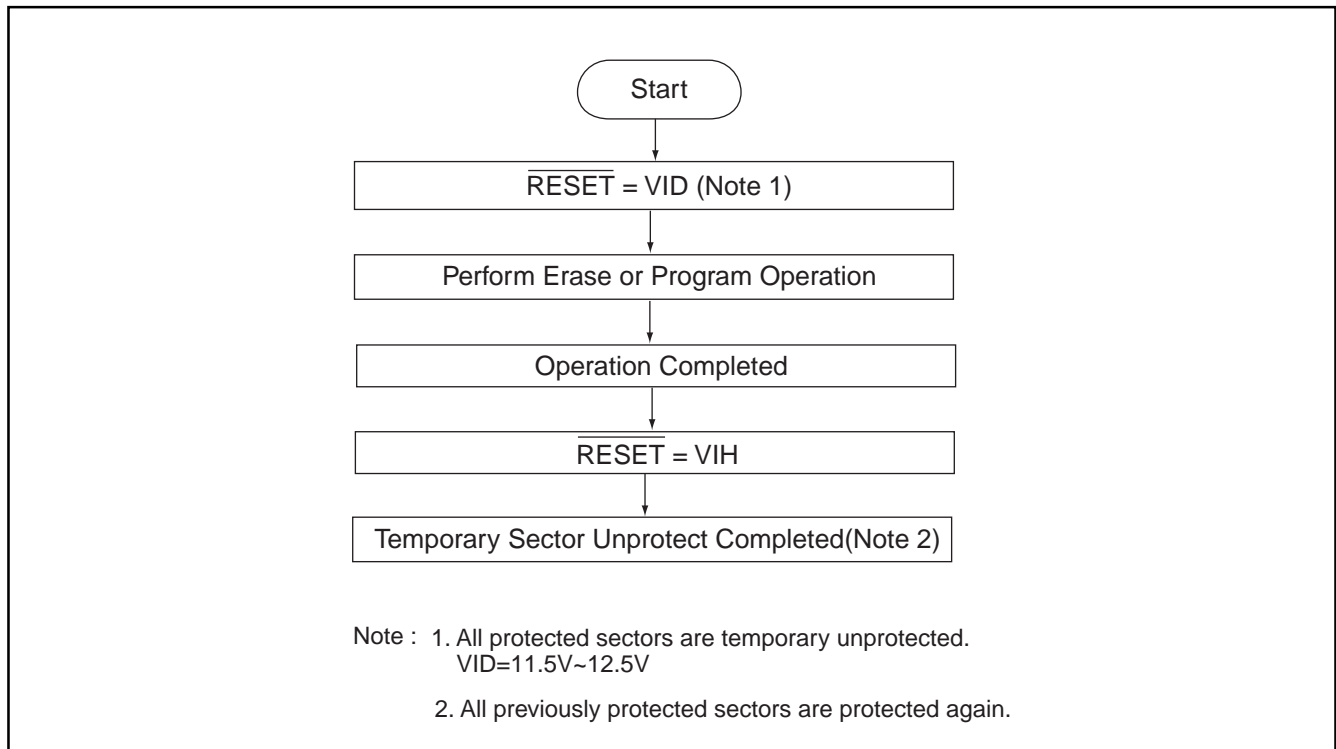 Start
RESET = VID (Note 1)
Perform Erase or Program Operation
Operation Completed
RESET = VIH
Temporary Sector Unprotect Completed(Note 2)
Note : 1. All protected sectors are temporary unprotected.
VID=11.5V~12.5V
2. All previously protected sectors are protected again.